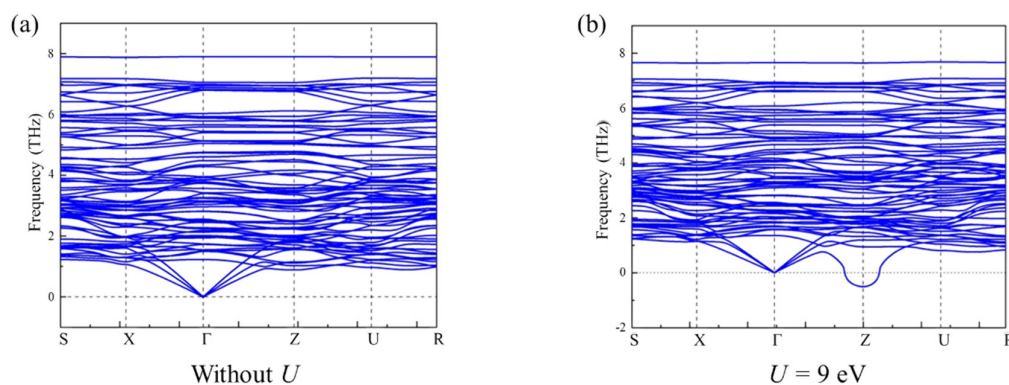 (a)
Frequency (THz)
8
6
4
2
0
S X Γ Z U R
Without U
(b)
Frequency (THz)
8
6
4
2
0
-2
S X Γ Z U
U = 9 eV